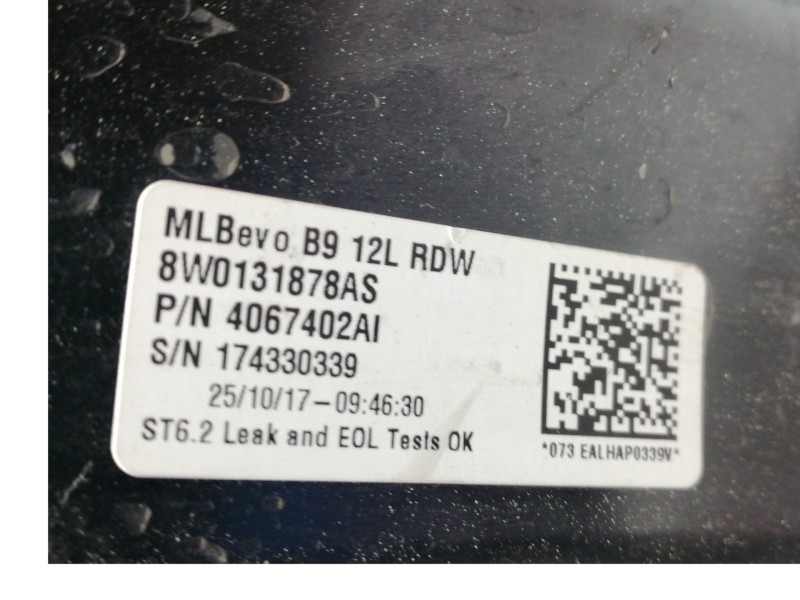 MLBevo B9 12L RDW
8W0131878AS
P/N 4067402AI
S/N 174330339
25/10/17-09:46:30
ST6.2 Leak and EOL Tests OK
*073 EALHAP0339V*